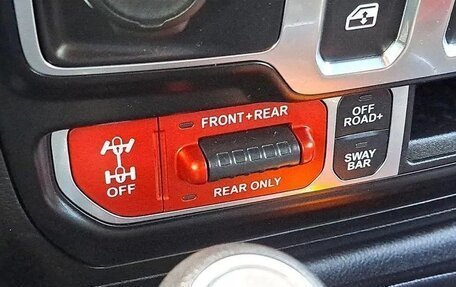 FRONT+REAR
OFF
REAR ONLY
OFF
ROAD+
SWAY
BAR